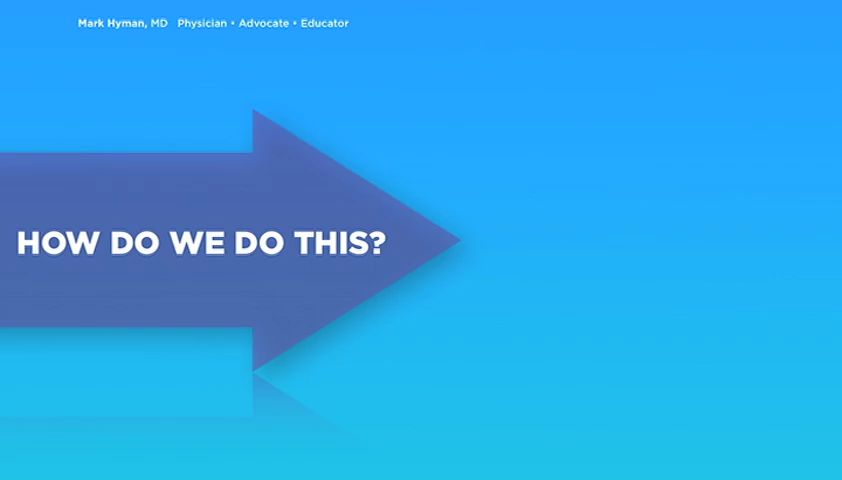 Mark Hyman, MD Physician • Advocate • Educator
HOW DO WE DO THIS?